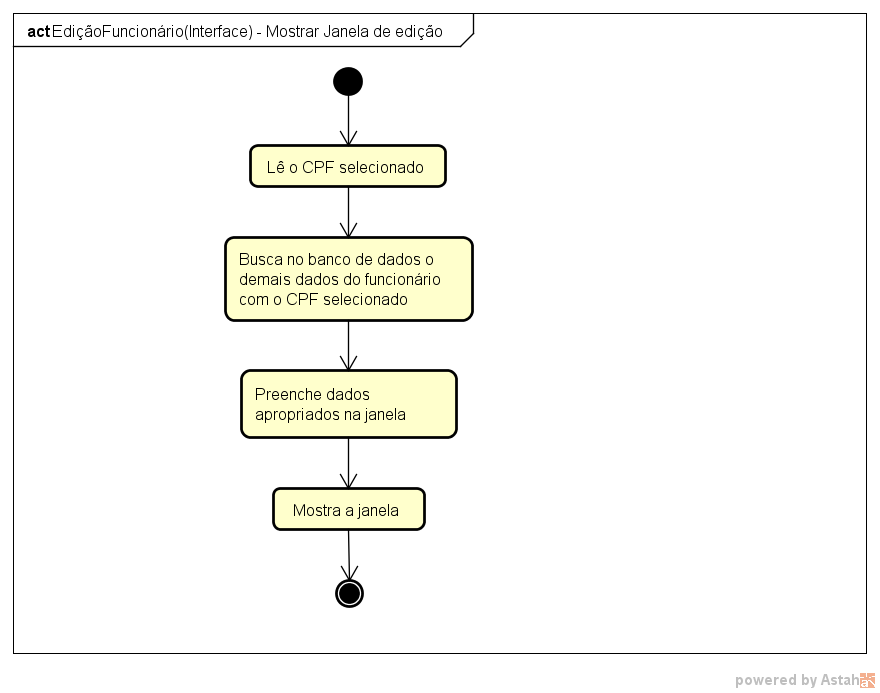 act EdiçãoFuncionário(Interface) - Mostrar Janela de edição
Lê o CPF selecionado
Busca no banco de dados o
demais dados do funcionário
com o CPF selecionado
Preenche dados
apropriados na janela
Mostra a janela
powered by Astah